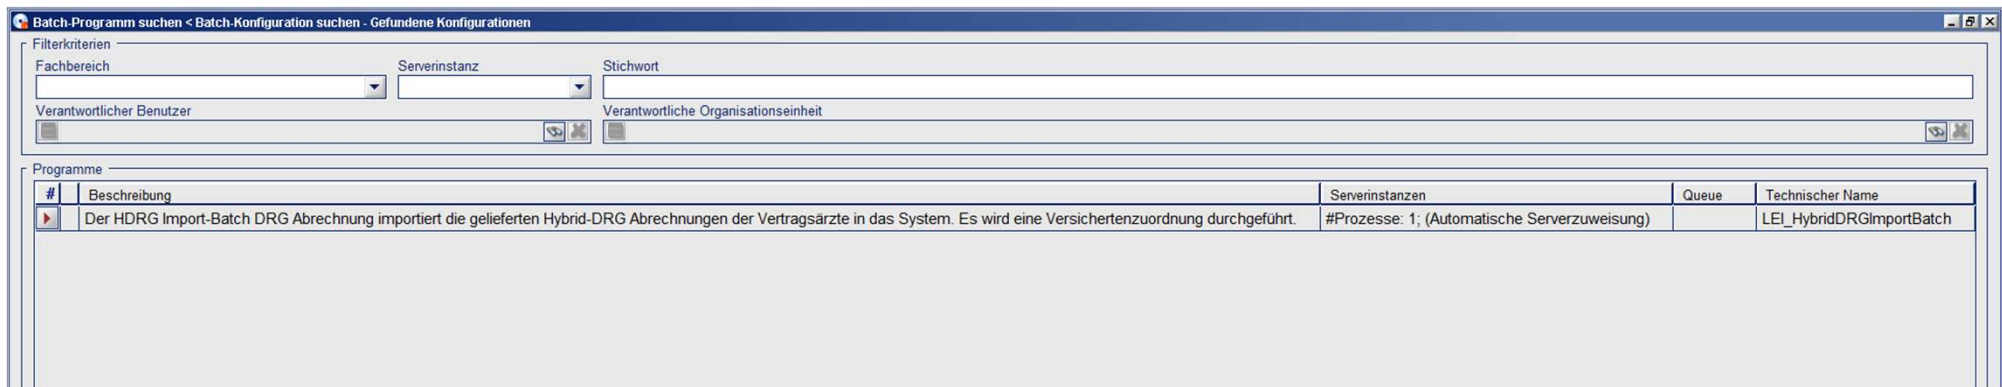 Batch-Programm suchen < Batch-Konfiguration suchen - Gefundene Konfigurationen
Filterkriterien
Fachbereich Serverinstanz Stichwort
Verantwortlicher Benutzer Verantwortliche Organisationseinheit
Programme
# Beschreibung Serverinstanzen Queue Technischer Name
Der HDRG Import-Batch DRG Abrechnung importiert die gelieferten Hybrid-DRG Abrechnungen der Vertragsärzte in das System. Es wird eine Versichertenzuordnung durchgeführt. #Prozesse: 1; (Automatische Serverzuweisung) LEI_HybridDRGImportBatch